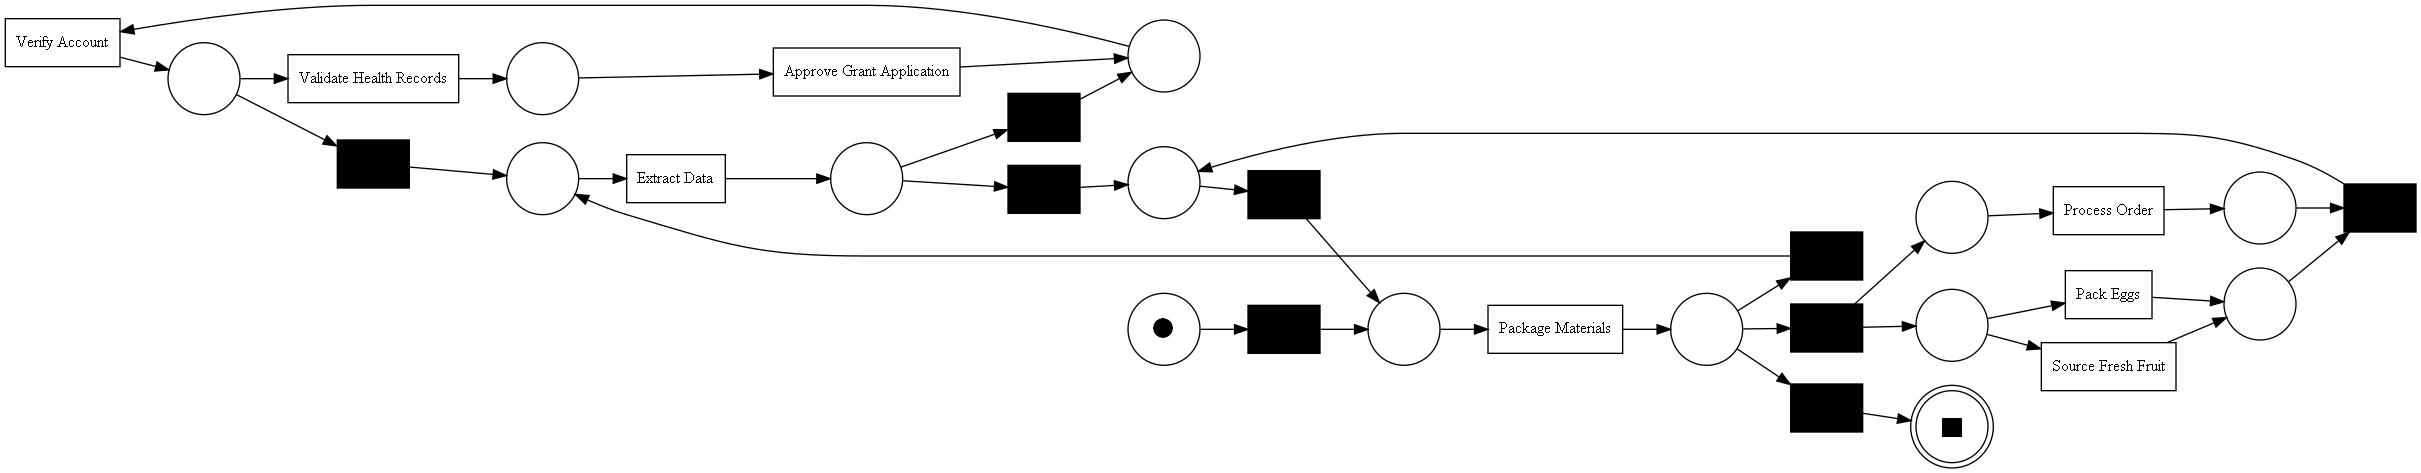 Verify Account
Validate Health Records
Approve Grant Application
Extract Data
Process Order
Pack Eggs
Package Materials
Source Fresh Fruit